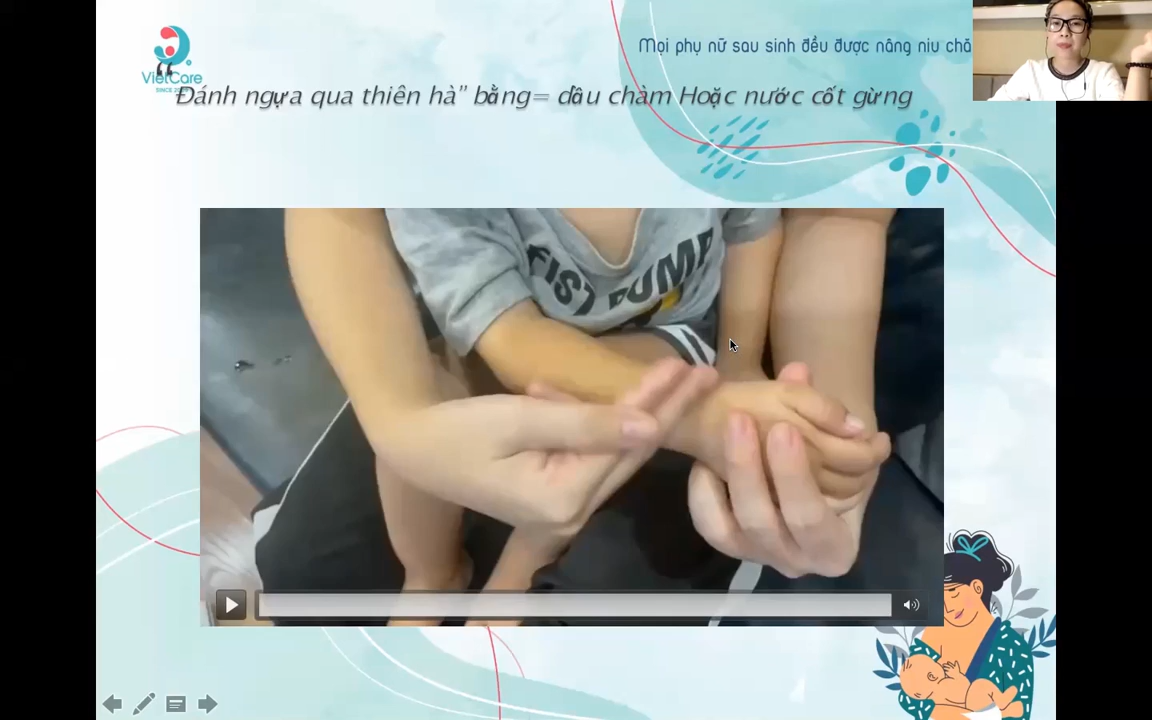 Mọi phụ nữ sau sinh đều được nâng niu chă
VietCare
“Đánh ngựa qua thiên hà” bằng= dầu chàm Hoặc nước cốt gừng
FIST PUMP